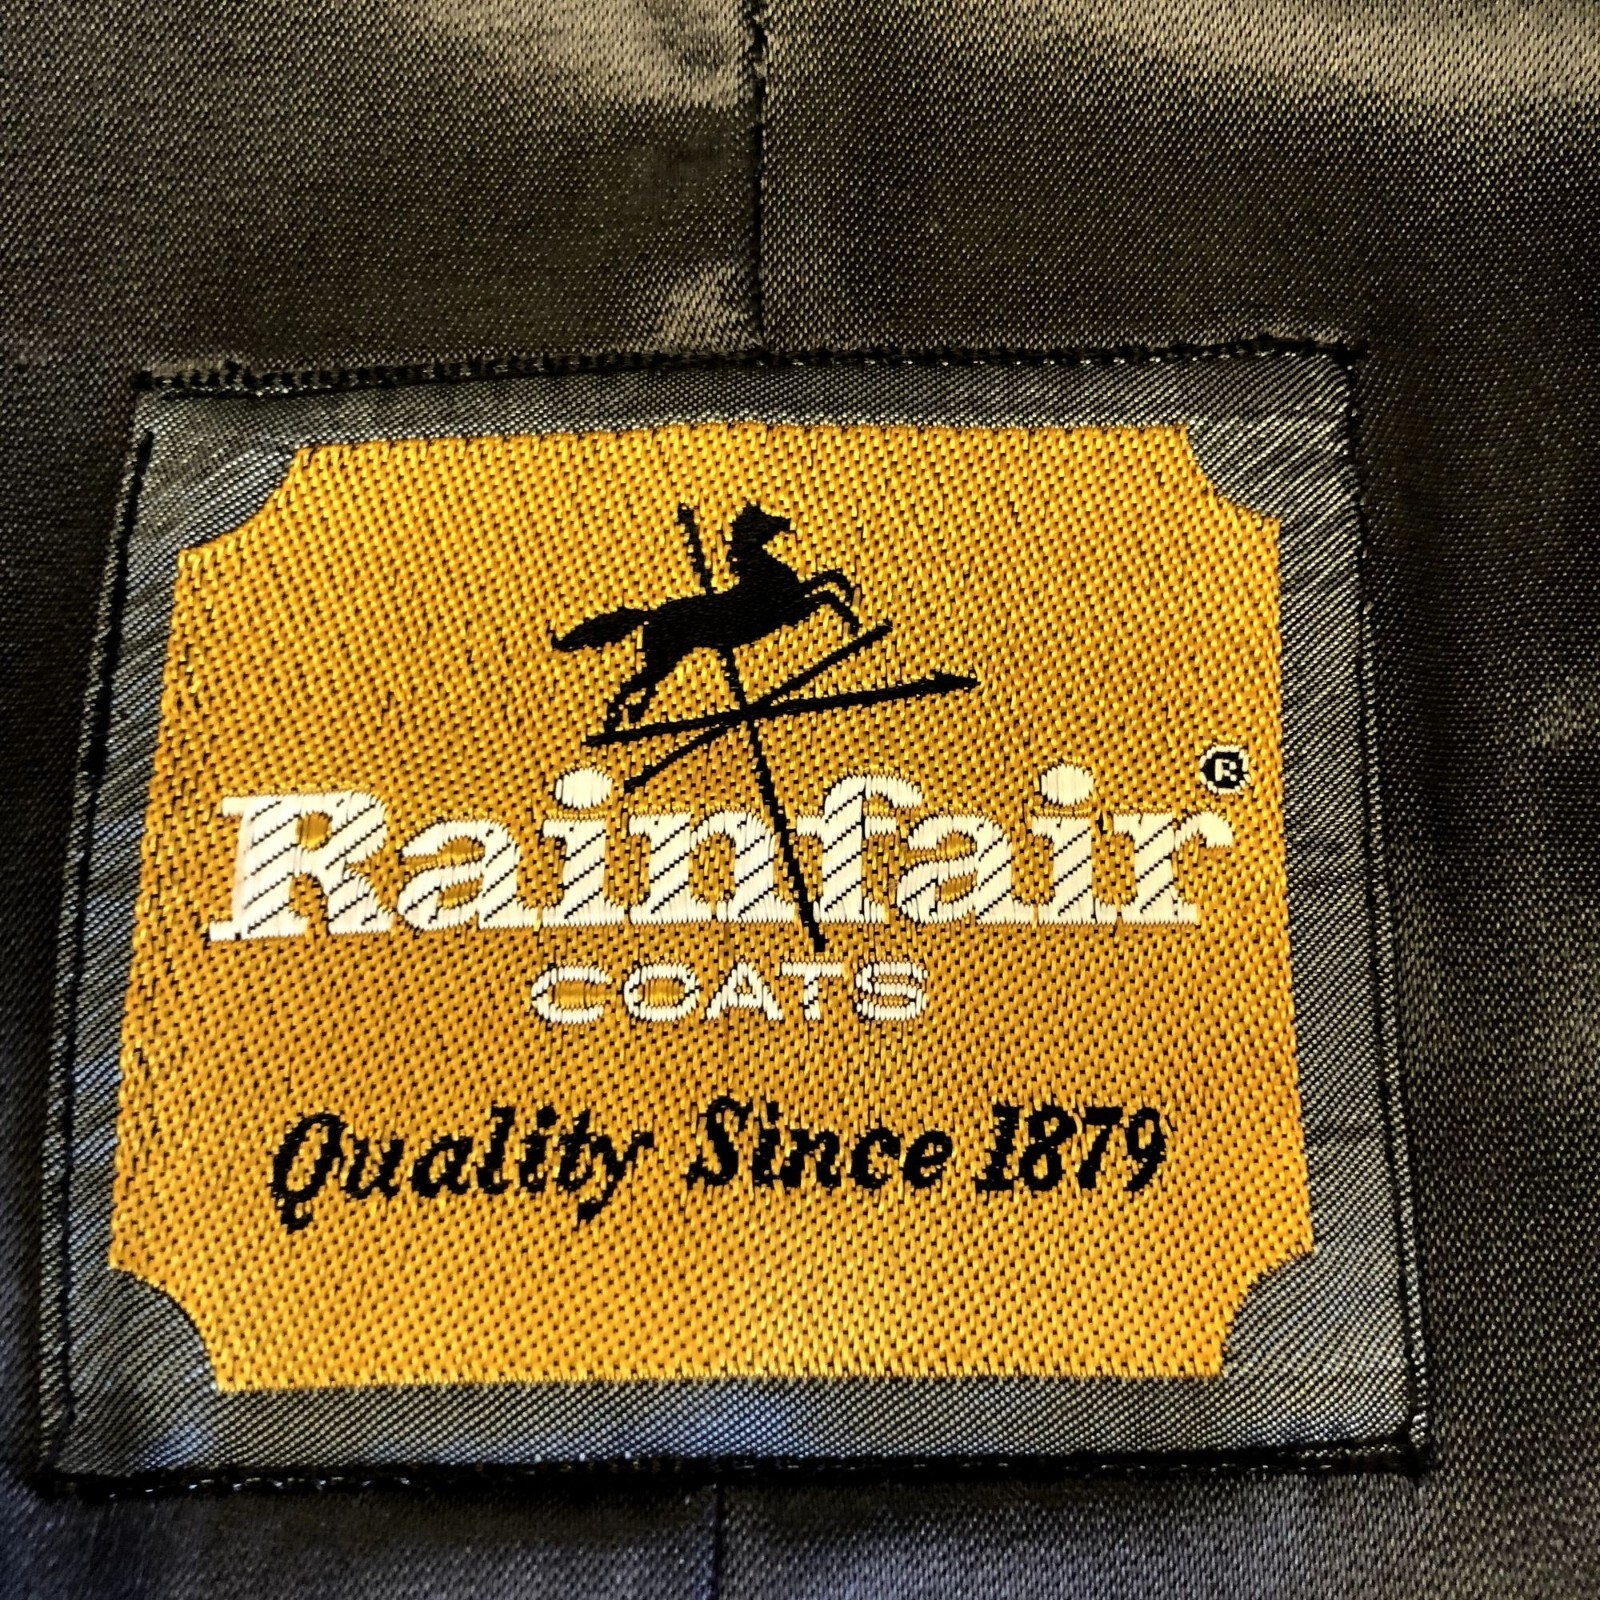 Rainfair®
COATS
Quality Since 1879